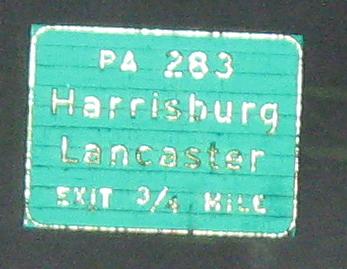 PA 283
Harrisburg
Lancaster
EXIT 3/4 MILE